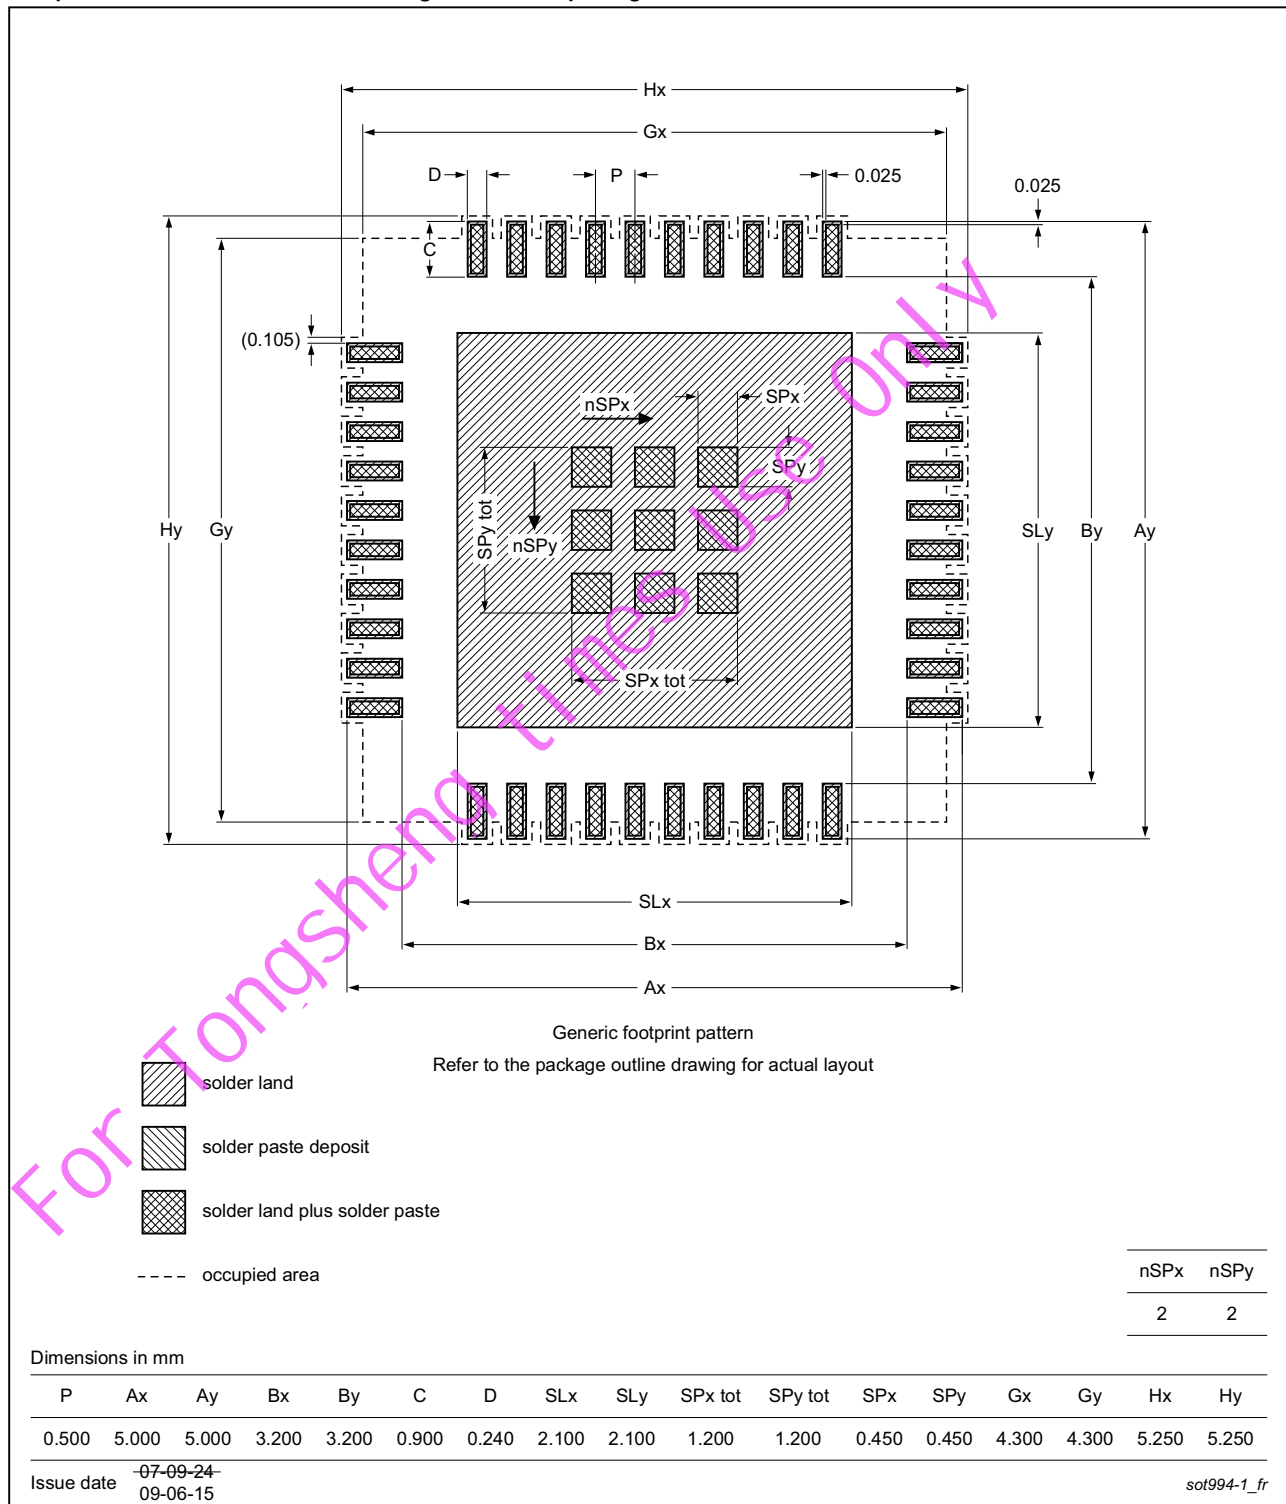 Hx
Gx
D
P
0.025
0.025
C
(0.105)
nSPx
SPx
SPy
SPy tot
nSPy
SPx tot
Hy
Gy
SLy
By
Ay
SLx
Bx
Ax
Generic footprint pattern
Refer to the package outline drawing for actual layout
solder land
solder paste deposit
solder land plus solder paste
occupied area
For Tongsheng times Use Only
nSPx nSPy
2 2
Dimensions in mm
P Ax Ay Bx By C D SLx SLy SPx tot SPy tot SPx SPy Gx Gy Hx Hy
0.500 5.000 5.000 3.200 3.200 0.900 0.240 2.100 2.100 1.200 1.200 0.450 0.450 4.300 4.300 5.250 5.250
Issue date 07-09-24
09-06-15
sot994-1_fr